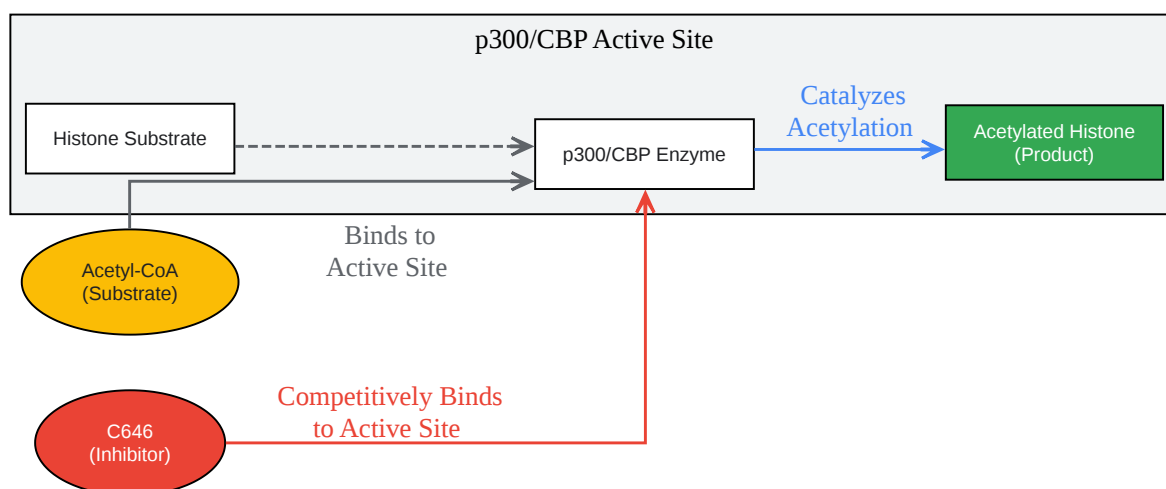 p300/CBP Active Site
Histone Substrate
p300/CBP Enzyme
Catalyzes
Acetylation
Acetylated Histone
(Product)
Binds to
Active Site
Acetyl-CoA
(Substrate)
Competitively Binds
to Active Site
C646
(Inhibitor)